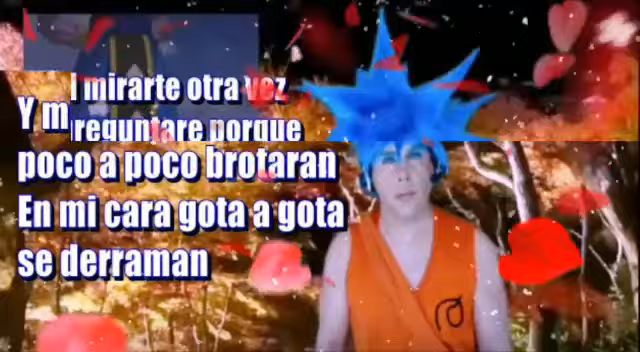 l mirarte otra vez
Y m
reguntare porque
poco a poco brotaran
En mi cara gota a gota
se derraman